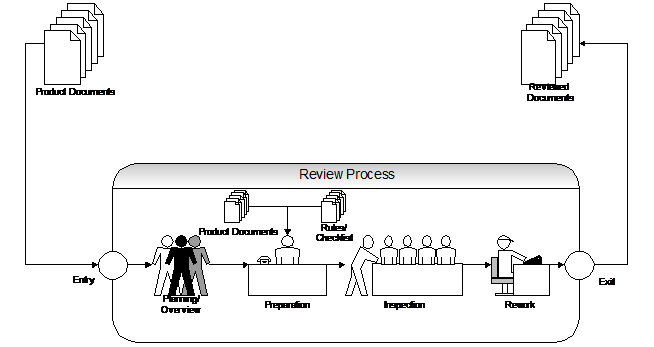 Product Documents
Reviewed
Documents
Review Process
Product Documents
Rules/
Checklist
Entry
Planning/
Overview
Preparation
Inspection
Rework
Exit